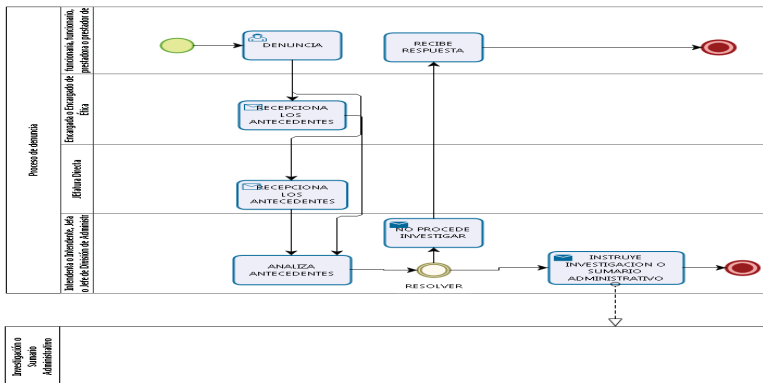 Proceso de denuncia
funcionaria, funcionario,
prestadora o prestador de
DENUNCIA
RECIBE
RESPUESTA
Encargada o Encargado de
Ética
RECEPCIONA
LOS
ANTECEDENTES
JEfatura Directa
RECEPCIONA
LOS
ANTECEDENTES
Intendenta o Intendente, Jefa
o Jefe de División de Administr
NO PROCEDE
INVESTIGAR
ANALIZA
ANTECEDENTES
RESOLVER
INSTRUYE
INVESTIGACION O
SUMARIO
ADMINISTRATIVO
Investigación o
Sumario
Administrativo